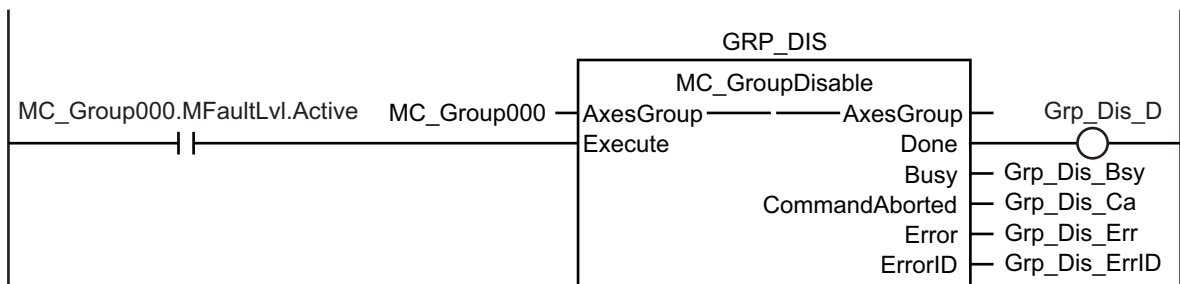 GRP_DIS
MC_GroupDisable
MC_Group000.MFaultLvl.Active MC_Group000 AxesGroup AxesGroup Grp_Dis_D
Execute Done
Busy Grp_Dis_Bsy
CommandAborted Grp_Dis_Ca
Error Grp_Dis_Err
ErrorID Grp_Dis_ErrID